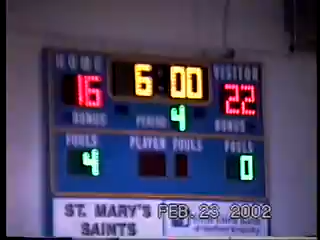 HOME 6:00 VISITOR
16 22
BONUS PERIOD 4 BONUS
FOULS PLAYER FOULS FOULS
4 0
ST. MARY'S
SAINTS
FEB. 23 2002